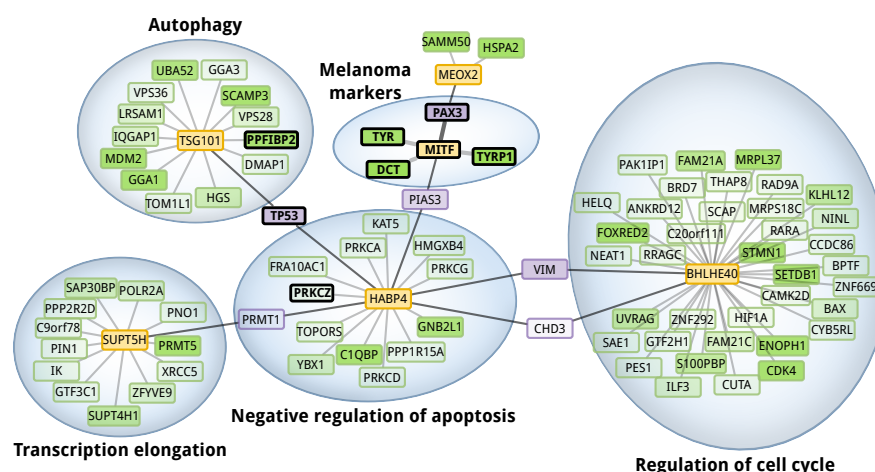 Autophagy
UBA52
GGA3
VPS36
SCAMP3
LRSAM1
VPS28
IQGAP1
TSG101
PPFIBP2
MDM2
DMAP1
GGA1
TOM1L1
HGS
TP53
Melanoma
markers
SAMM50
HSPA2
MEOX2
PAX3
TYR
MITF
TYRP1
DCT
PIAS3
KAT5
PRKCA
HMGXB4
FRA10AC1
PRKCG
PRKCZ
HABP4
PRMT1
TOPORS
GNB2L1
YBX1
C1QBP
PPP1R15A
PRKCD
Negative regulation of apoptosis
VIM
CHD3
SAP30BP
POLR2A
PPP2R2D
PNO1
C9orf78
SUPT5H
PIN1
PRMT5
IK
XRCC5
GTF3C1
ZFYVE9
SUPT4H1
Transcription elongation
PAK1IP1
FAM21A
MRPL37
BRD7
THAP8
RAD9A
HELQ
KLHL12
ANKRD12
SCAP
MRPS18C
NINL
FOXRED2
C20orf111
RARA
CCDC86
NEAT1
RRAGC
STMN1
BPTF
BHLHE40
SETDB1
ZNF669
CAMK2D
BAX
UVRAG
ZNF292
HIF1A
CYB5RL
SAE1
GTF2H1
FAM21C
ENOPH1
PES1
S100PBP
CDK4
ILF3
CUTA
Regulation of cell cycle